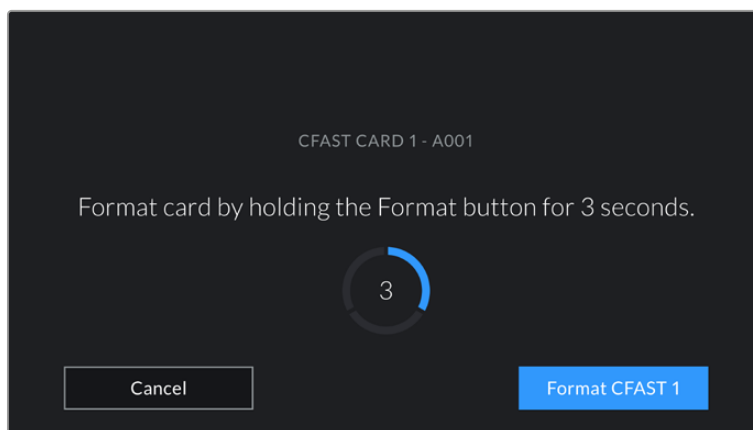 CFAST CARD 1 - A001
Format card by holding the Format button for 3 seconds.
3
Cancel
Format CFAST 1